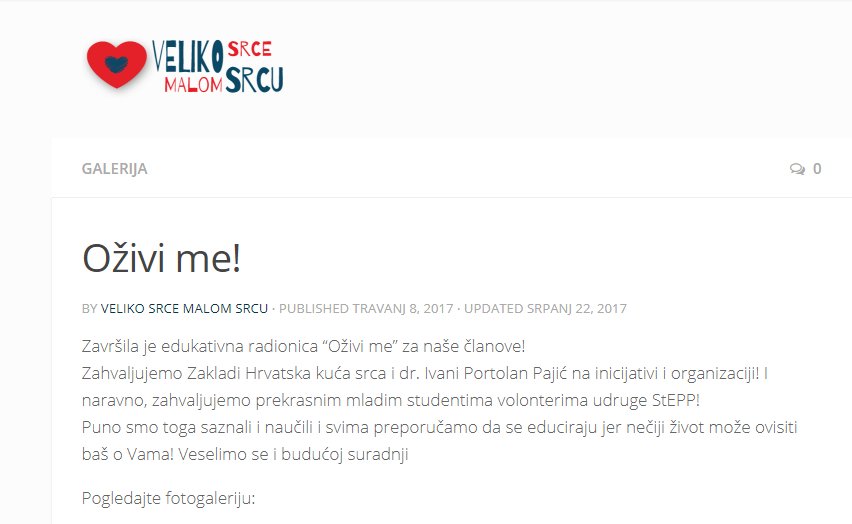 VELIKO SRCE
MALOM SRCU
GALERIJA
0
Oživi me!
BY VELIKO SRCE MALOM SRCU · PUBLISHED TRAVANJ 8, 2017 · UPDATED SRPANJ 22, 2017
Završila je edukativna radionica “Oživi me” za naše članove!
Zahvaljujemo Zakladi Hrvatska kuća srca i dr. Ivani Portolan Pajić na inicijativi i organizaciji! I
naravno, zahvaljujemo prekrasnim mladim studentima volonterima udruge StEPP!
Puno smo toga saznali i naučili i svima preporučamo da se educiraju jer nečiji život može ovisiti
baš o Vama! Veselimo se i budućoj suradnji
Pogledajte fotogaleriju: